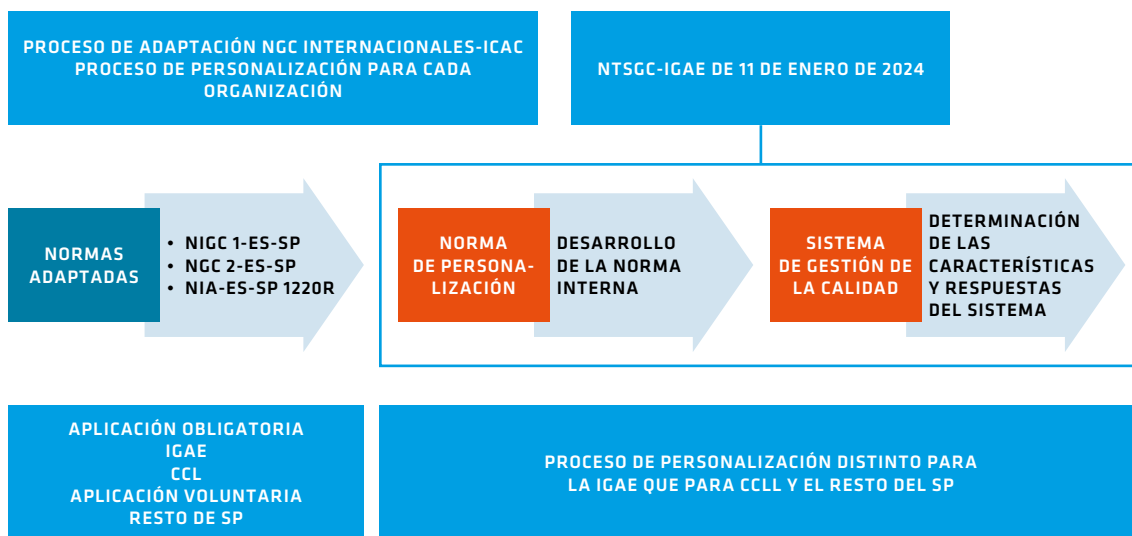 PROCESO DE ADAPTACIÓN NGC INTERNACIONALES-ICAC
PROCESO DE PERSONALIZACIÓN PARA CADA
ORGANIZACIÓN
NTSGC-IGAE DE 11 DE ENERO DE 2024
NORMAS
ADAPTADAS
• NIGC 1-ES-SP
• NGC 2-ES-SP
• NIA-ES-SP 1220R
NORMA
DE PERSONA-
LIZACIÓN
DESARROLLO
DE LA NORMA
INTERNA
SISTEMA
DE GESTIÓN DE
LA CALIDAD
DETERMINACIÓN
DE LAS
CARACTERÍSTICAS
Y RESPUESTAS
DEL SISTEMA
APLICACIÓN OBLIGATORIA
IGAE
CCL
APLICACIÓN VOLUNTARIA
RESTO DE SP
PROCESO DE PERSONALIZACIÓN DISTINTO PARA
LA IGAE QUE PARA CCLL Y EL RESTO DEL SP